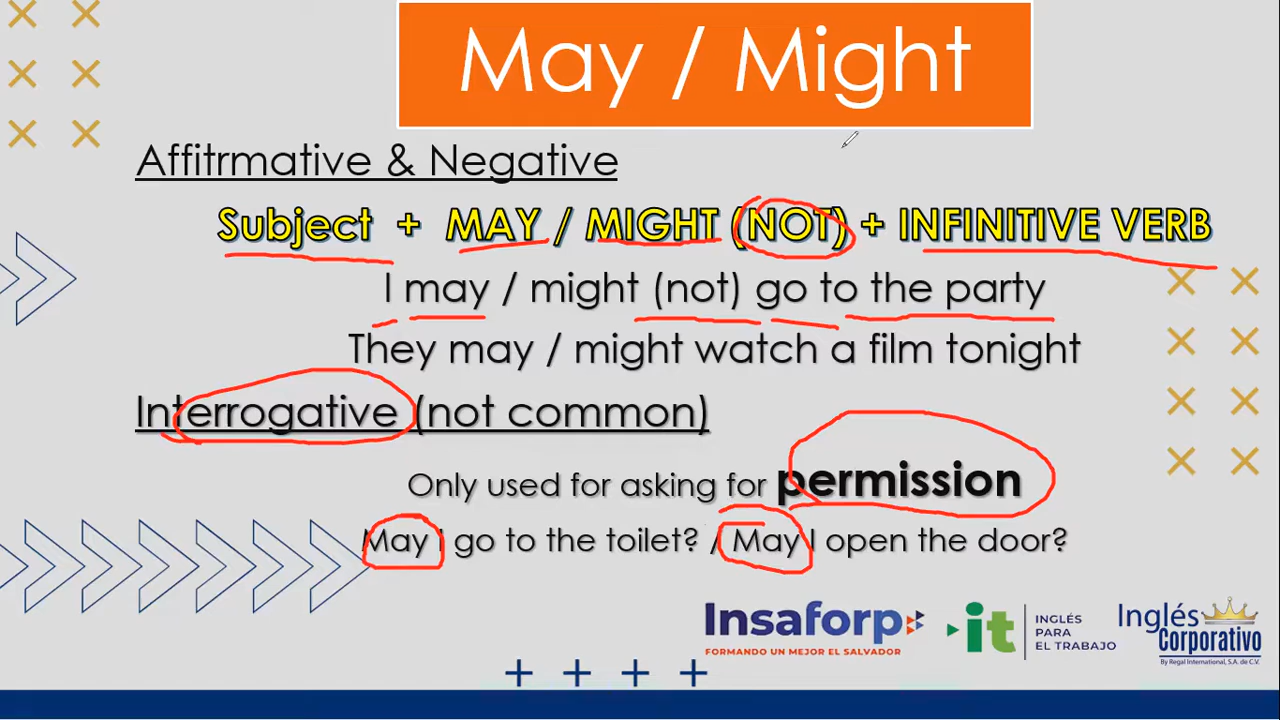 May / Might
Affitrmative & Negative
Subject + MAY / MIGHT (NOT) + INFINITIVE VERB
I may / might (not) go to the party
They may / might watch a film tonight
Interrogative (not common)
Only used for asking for permission
May I go to the toilet? / May I open the door?
Insaforp
FORMANDO UN MEJOR EL SALVADOR
it
INGLÉS
PARA
EL TRABAJO
Inglés
Corporativo
By Regal International, S.A. de C.V.